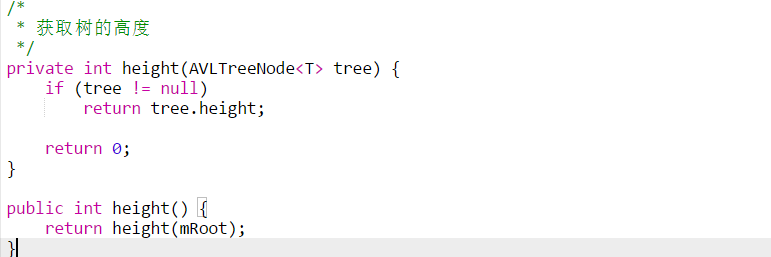 /*
 * 获取树的高度
 */
private int height(AVLTreeNode<T> tree) {
    if (tree != null)
        return tree.height;

    return 0;
}

public int height() {
    return height(mRoot);
}